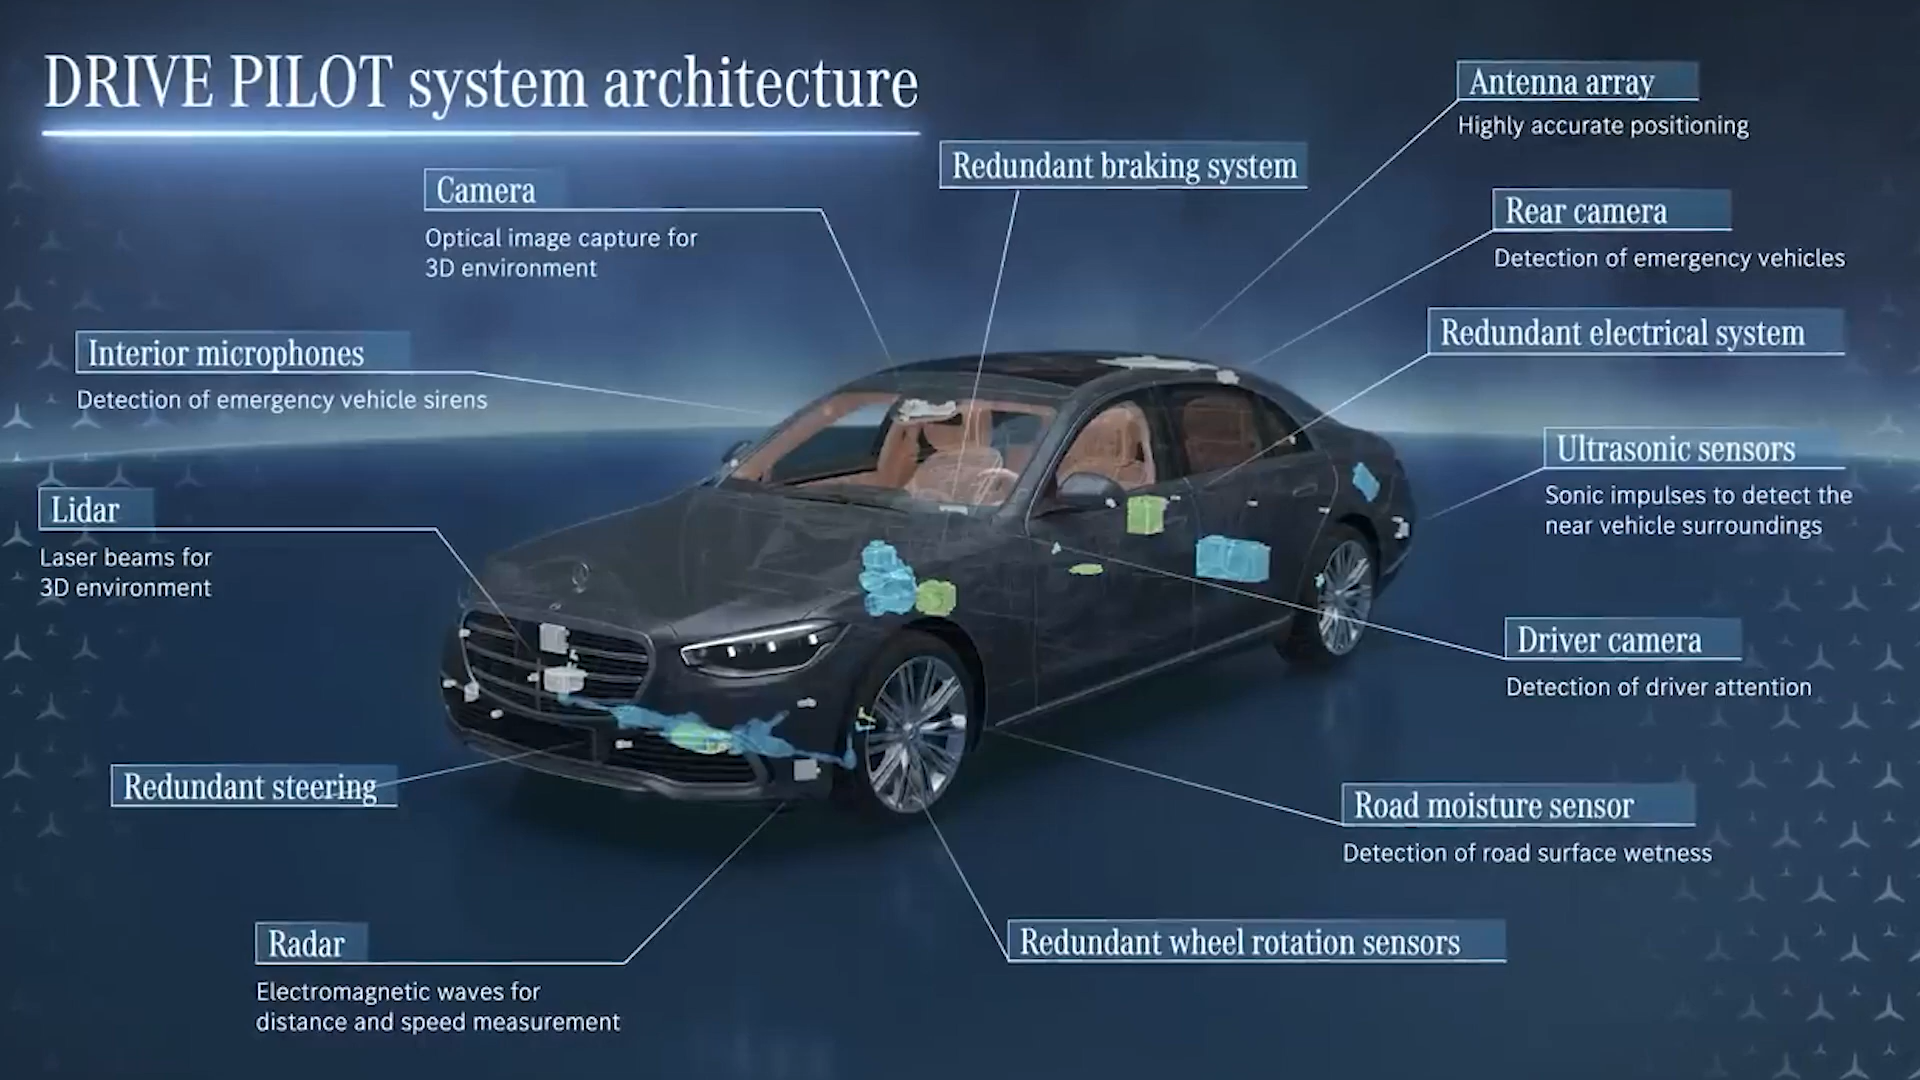 DRIVE PILOT system architecture
Antenna array
Highly accurate positioning
Redundant braking system
Camera
Optical image capture for
3D environment
Rear camera
Detection of emergency vehicles
Redundant electrical system
Interior microphones
Detection of emergency vehicle sirens
Ultrasonic sensors
Sonic impulses to detect the
near vehicle surroundings
Lidar
Laser beams for
3D environment
Driver camera
Detection of driver attention
Redundant steering
Road moisture sensor
Detection of road surface wetness
Radar
Electromagnetic waves for
distance and speed measurement
Redundant wheel rotation sensors